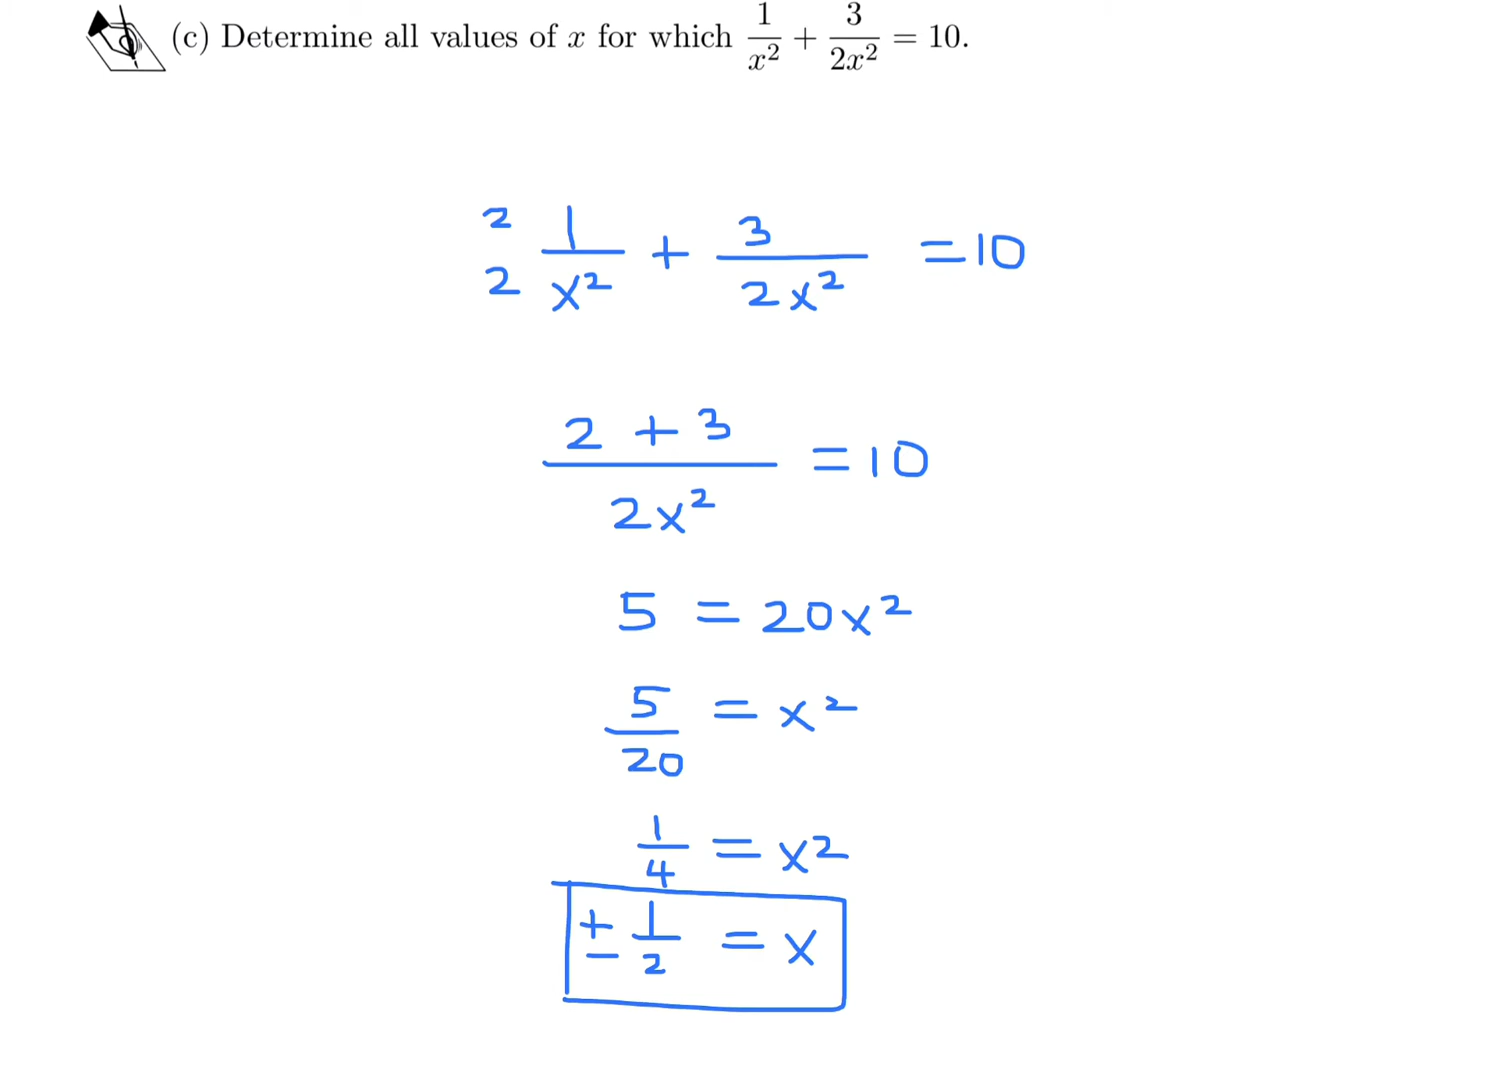 (c) Determine all values of x for which 1/x² + 3/2x² = 10.
2/2 1/x² + 3/2x² = 10
2 + 3/2x² = 10
5 = 20x²
5/20 = x²
1/4 = x²
± 1/2 = x